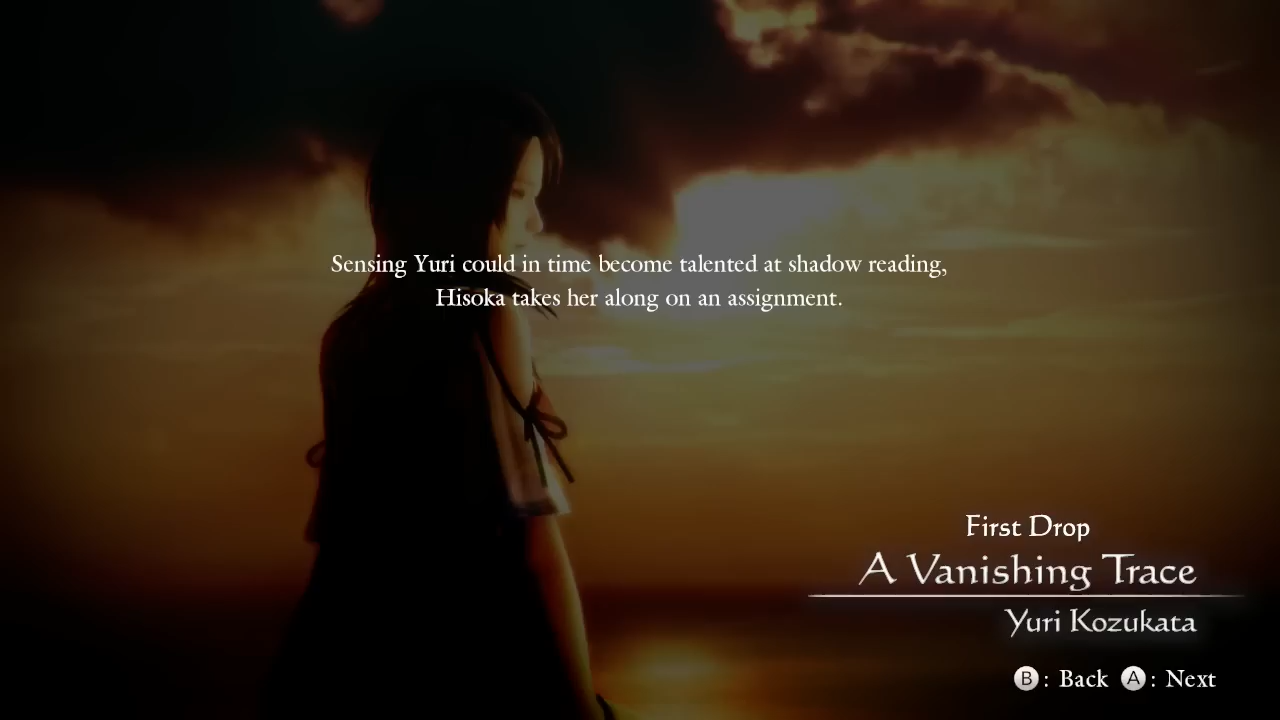 Sensing Yuri could in time become talented at shadow reading,
Hisoka takes her along on an assignment.
First Drop
A Vanishing Trace
Yuri Kozukata
B : Back A : Next